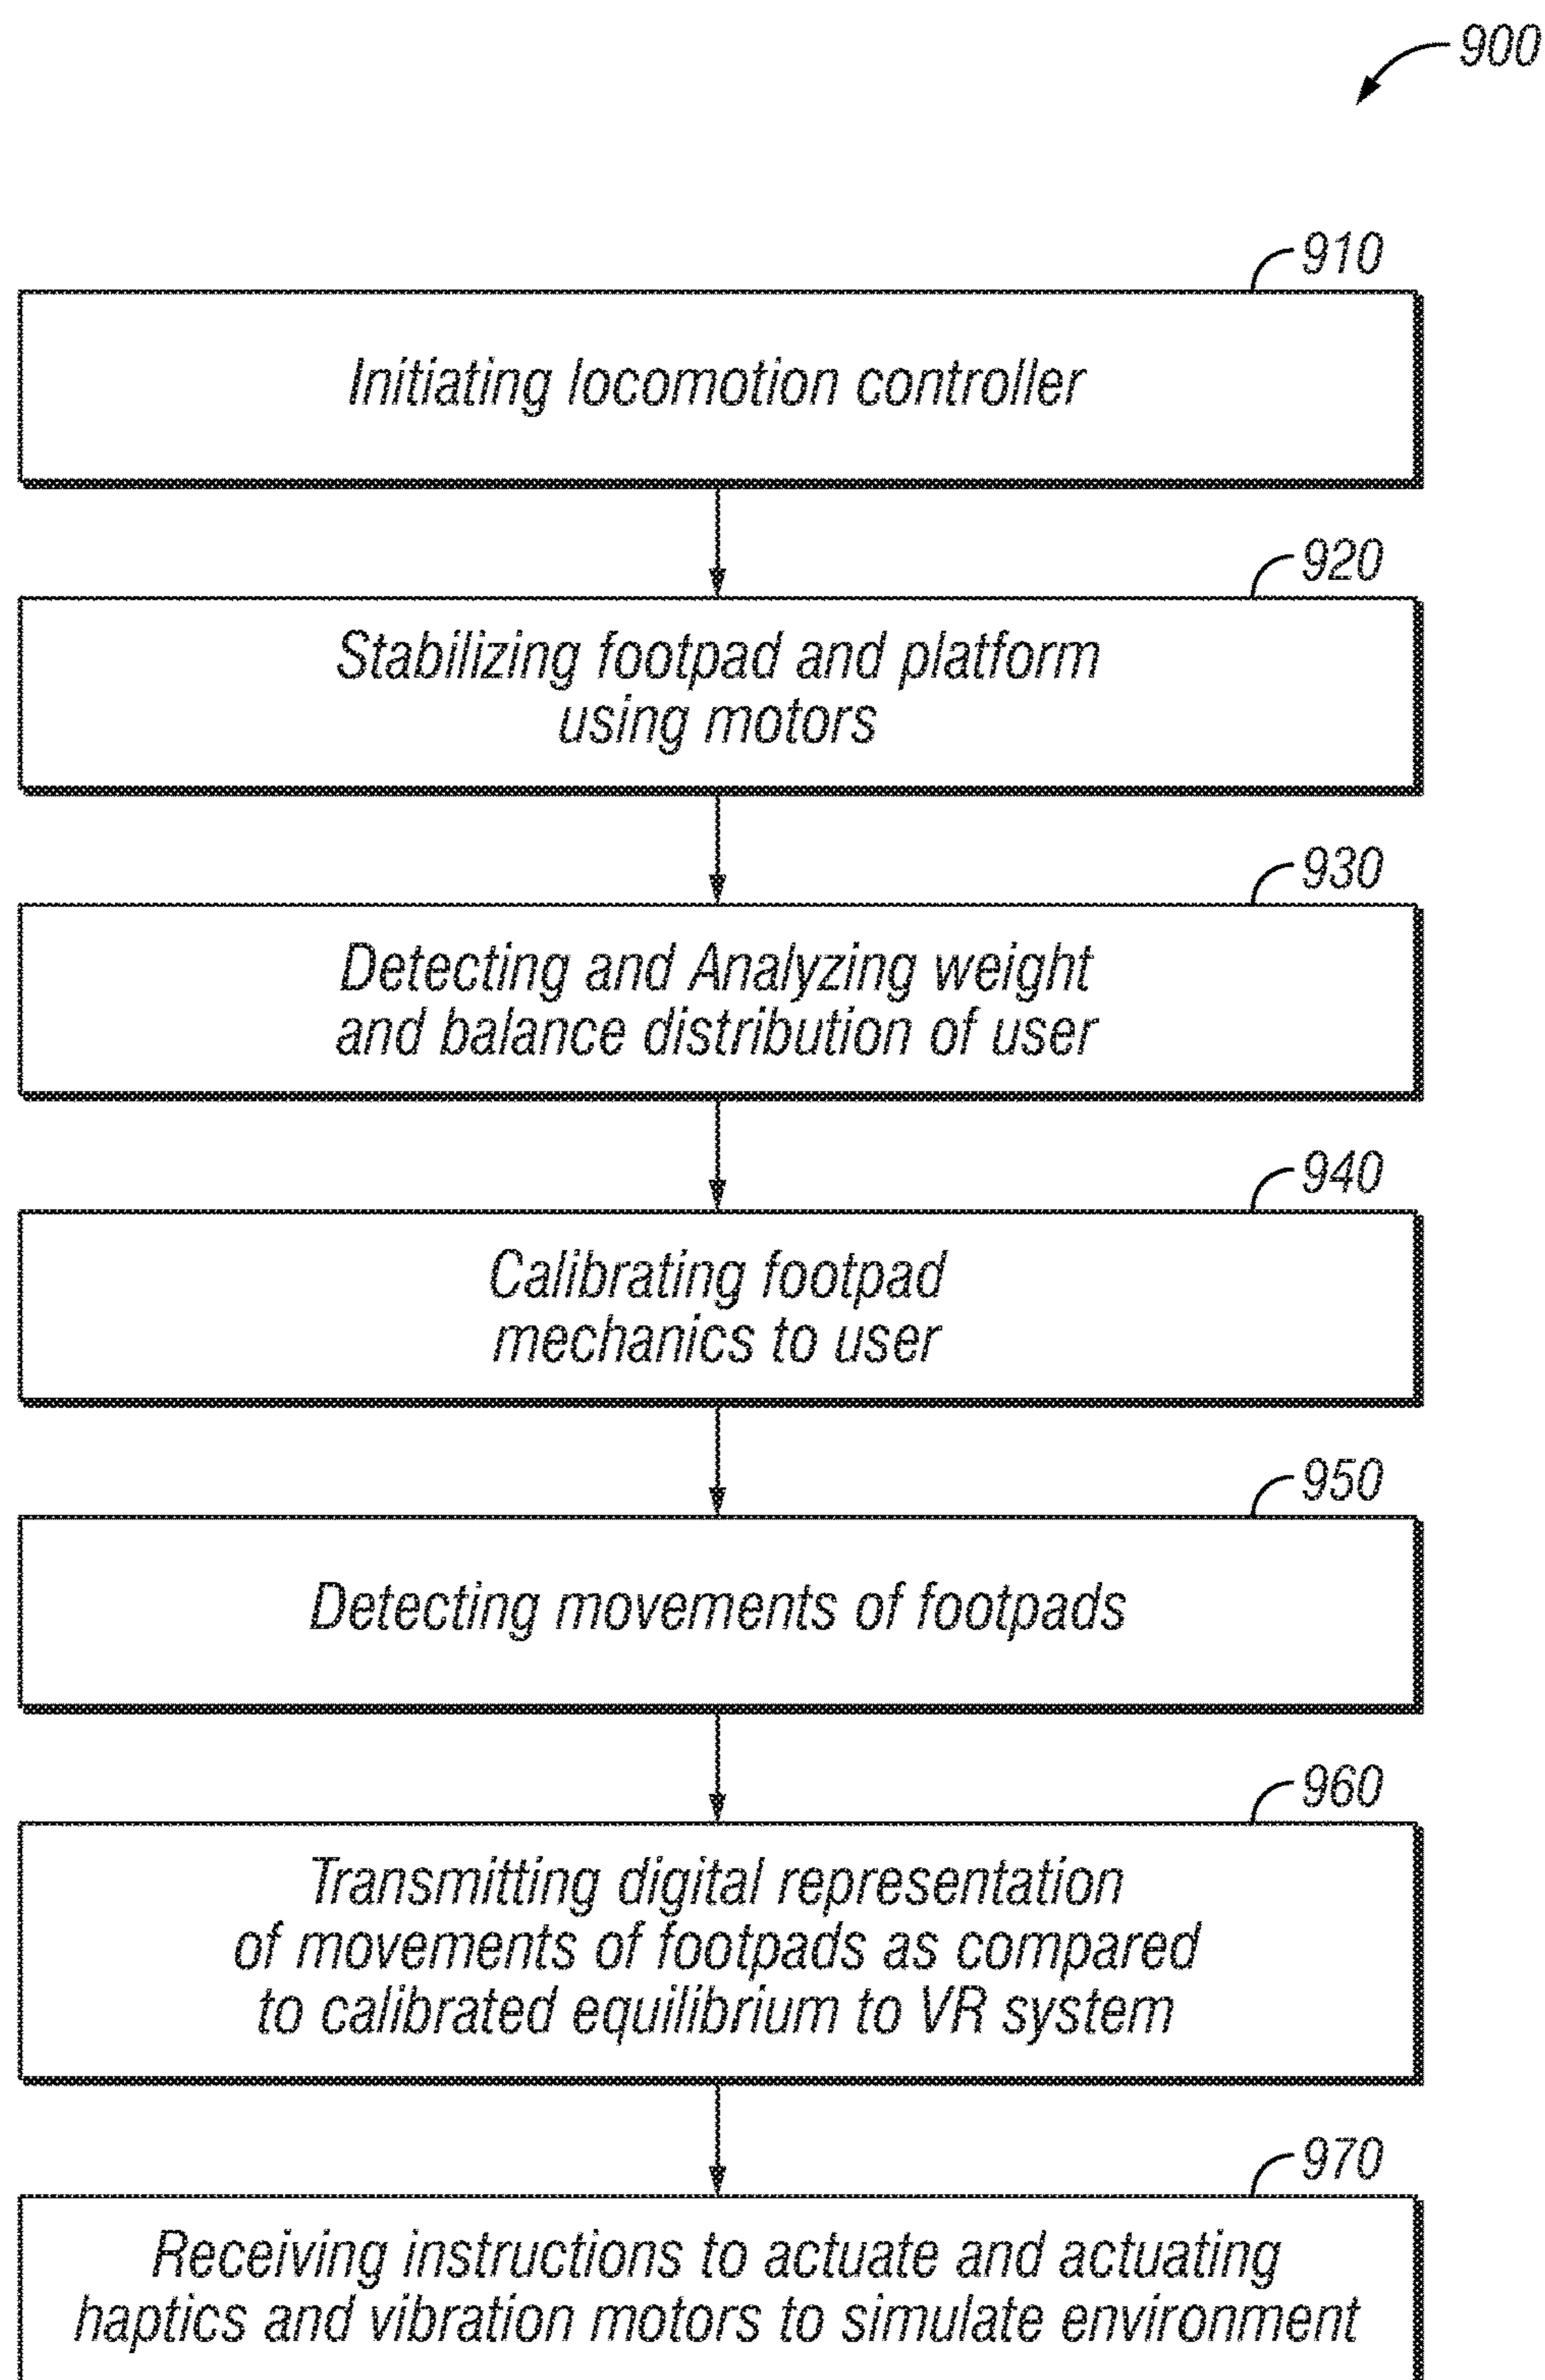 900
910
Initiating locomotion controller
920
Stabilizing footpad and platform
using motors
930
Detecting and Analyzing weight
and balance distribution of user
940
Calibrating footpad
mechanics to user
950
Detecting movements of footpads
960
Transmitting digital representation
of movements of footpads as compared
to calibrated equilibrium to VR system
970
Receiving instructions to actuate and actuating
haptics and vibration motors to simulate environment